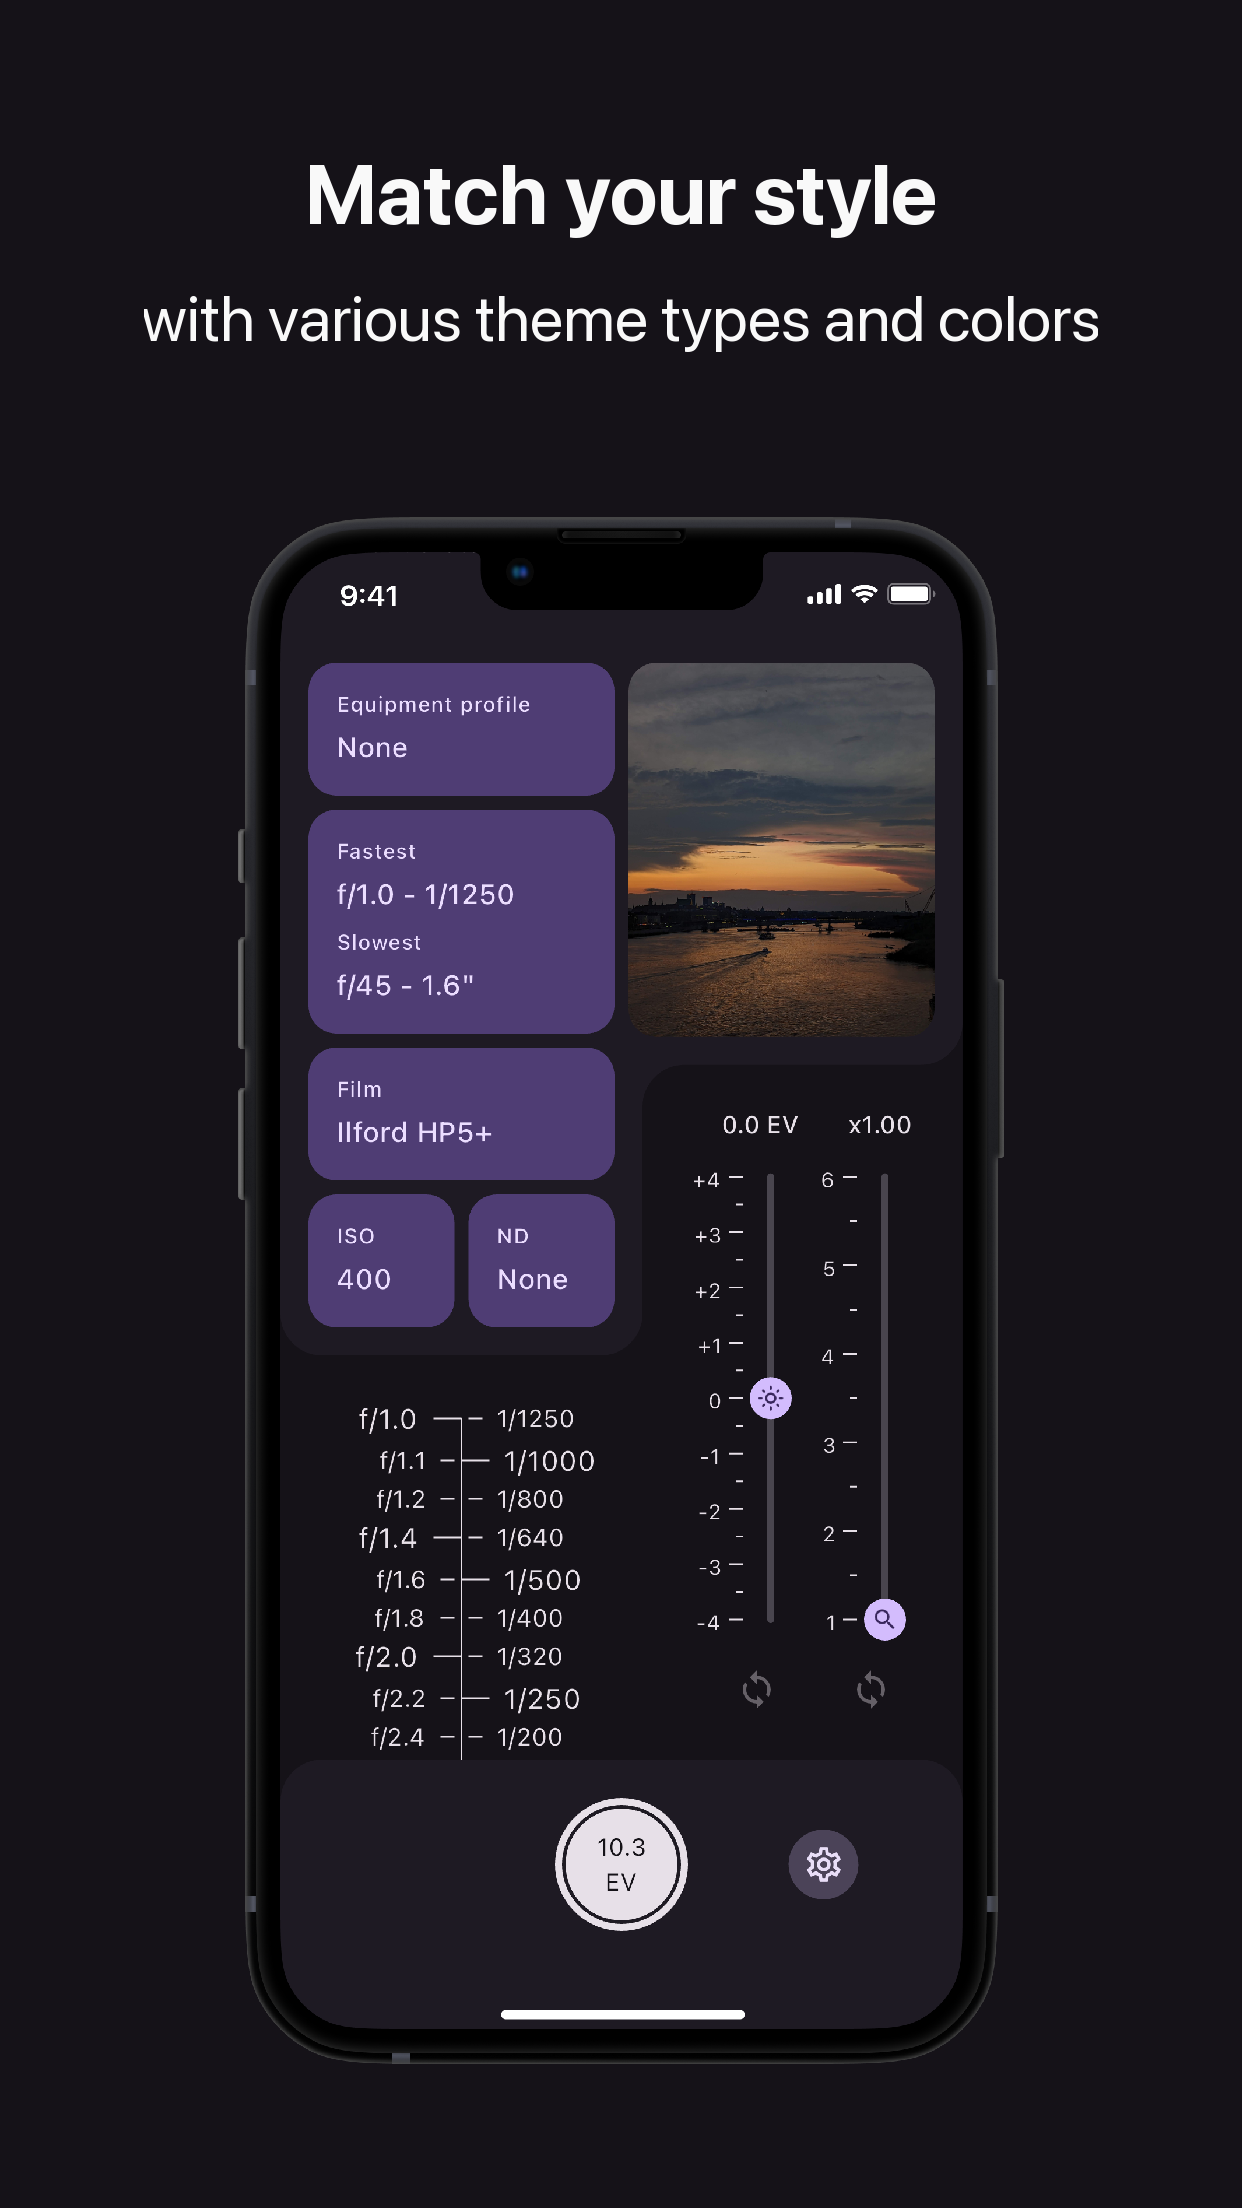 Match your style
with various theme types and colors
9:41
Equipment profile
None
Fastest
f/1.0 - 1/1250
Slowest
f/45 - 1.6"
Film
Ilford HP5+
ISO
400
ND
None
0.0 EV
x1.00
+4
+3
+2
+1
0
-1
-2
-3
-4
6
5
4
3
2
1
f/1.0 1/1250
f/1.1 1/1000
f/1.2 1/800
f/1.4 1/640
f/1.6 1/500
f/1.8 1/400
f/2.0 1/320
f/2.2 1/250
f/2.4 1/200
10.3
EV